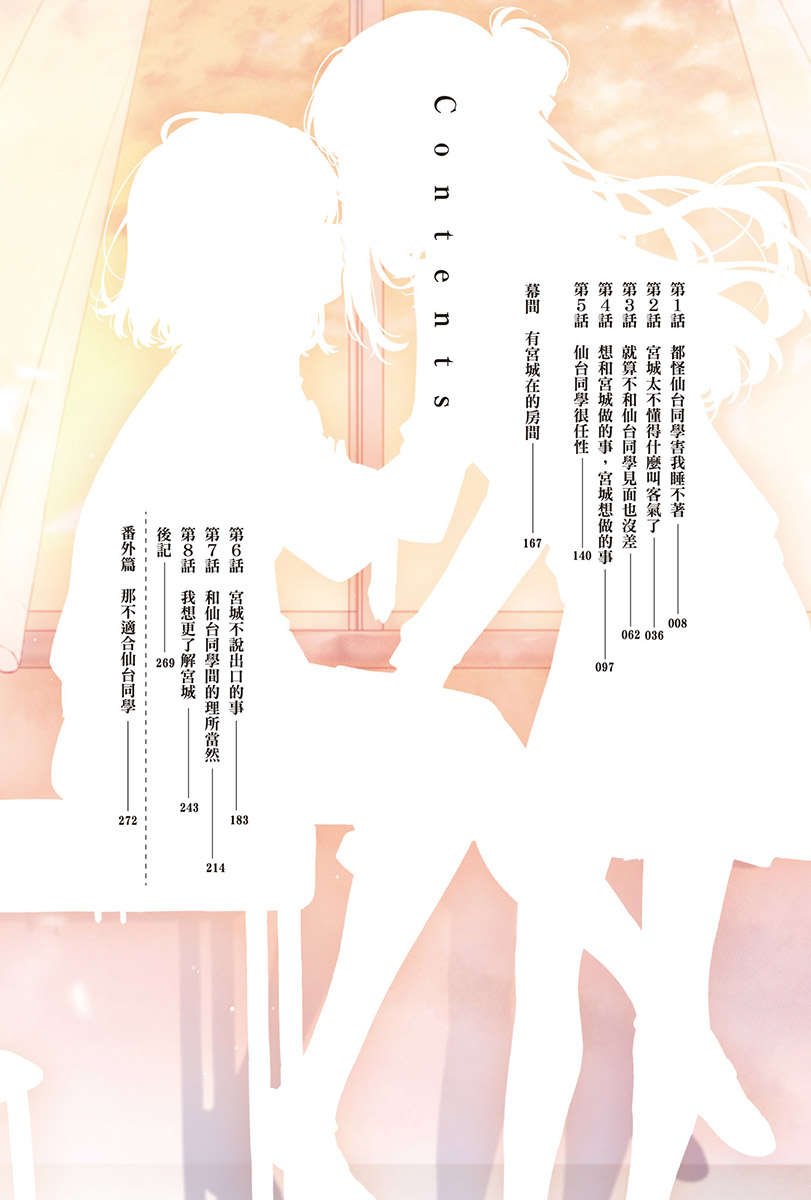 Contents
第1話　都怪仙台同學害我睡不著 008
第2話　宮城太不懂得什麼叫客氣了 036
第3話　就算不和仙台同學見面也沒差 062
第4話　想和宮城做的事，宮城想做的事 097
第5話　仙台同學很任性 140
幕間　有宮城在的房間 167
第6話　宮城不說出口的事 183
第7話　和仙台同學間的理所當然 214
第8話　我想更了解宮城 243
後記 269
番外篇　那不適合仙台同學 272